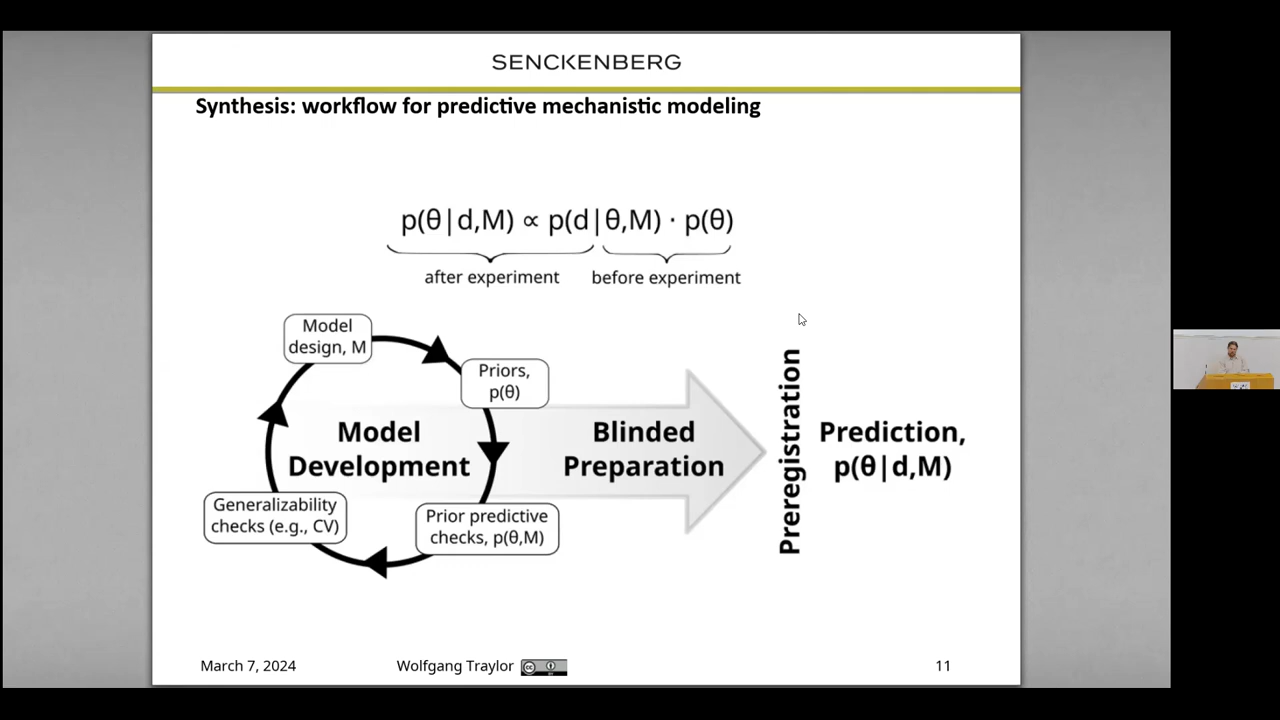 SENCKENBERG
Synthesis: workflow for predictive mechanistic modeling
p(θ|d,M) ∝ p(d|θ,M) · p(θ)
after experiment
before experiment
Model
design, M
Priors,
p(θ)
Model
Development
Blinded
Preparation
Preregistration
Prediction,
p(θ|d,M)
Generalizability
checks (e.g., CV)
Prior predictive
checks, p(θ,M)
March 7, 2024
Wolfgang Traylor
11